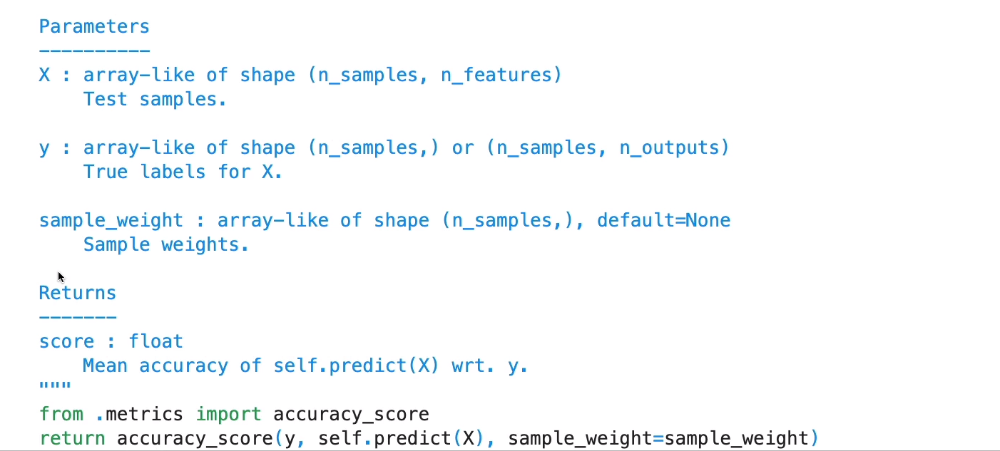 Parameters
----------
X : array-like of shape (n_samples, n_features)
    Test samples.

y : array-like of shape (n_samples,) or (n_samples, n_outputs)
    True labels for X.

sample_weight : array-like of shape (n_samples,), default=None
    Sample weights.

Returns
-------
score : float
    Mean accuracy of self.predict(X) wrt. y.
"""
from .metrics import accuracy_score
return accuracy_score(y, self.predict(X), sample_weight=sample_weight)